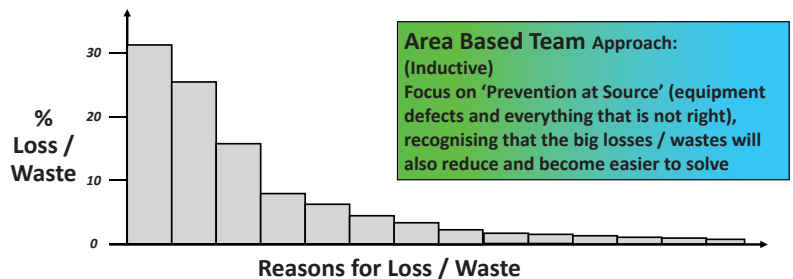 30
20
10
0
%
Loss /
Waste
Reasons for Loss / Waste
Area Based Team Approach:
(Inductive)
Focus on ‘Prevention at Source’ (equipment
defects and everything that is not right),
recognising that the big losses / wastes will
also reduce and become easier to solve